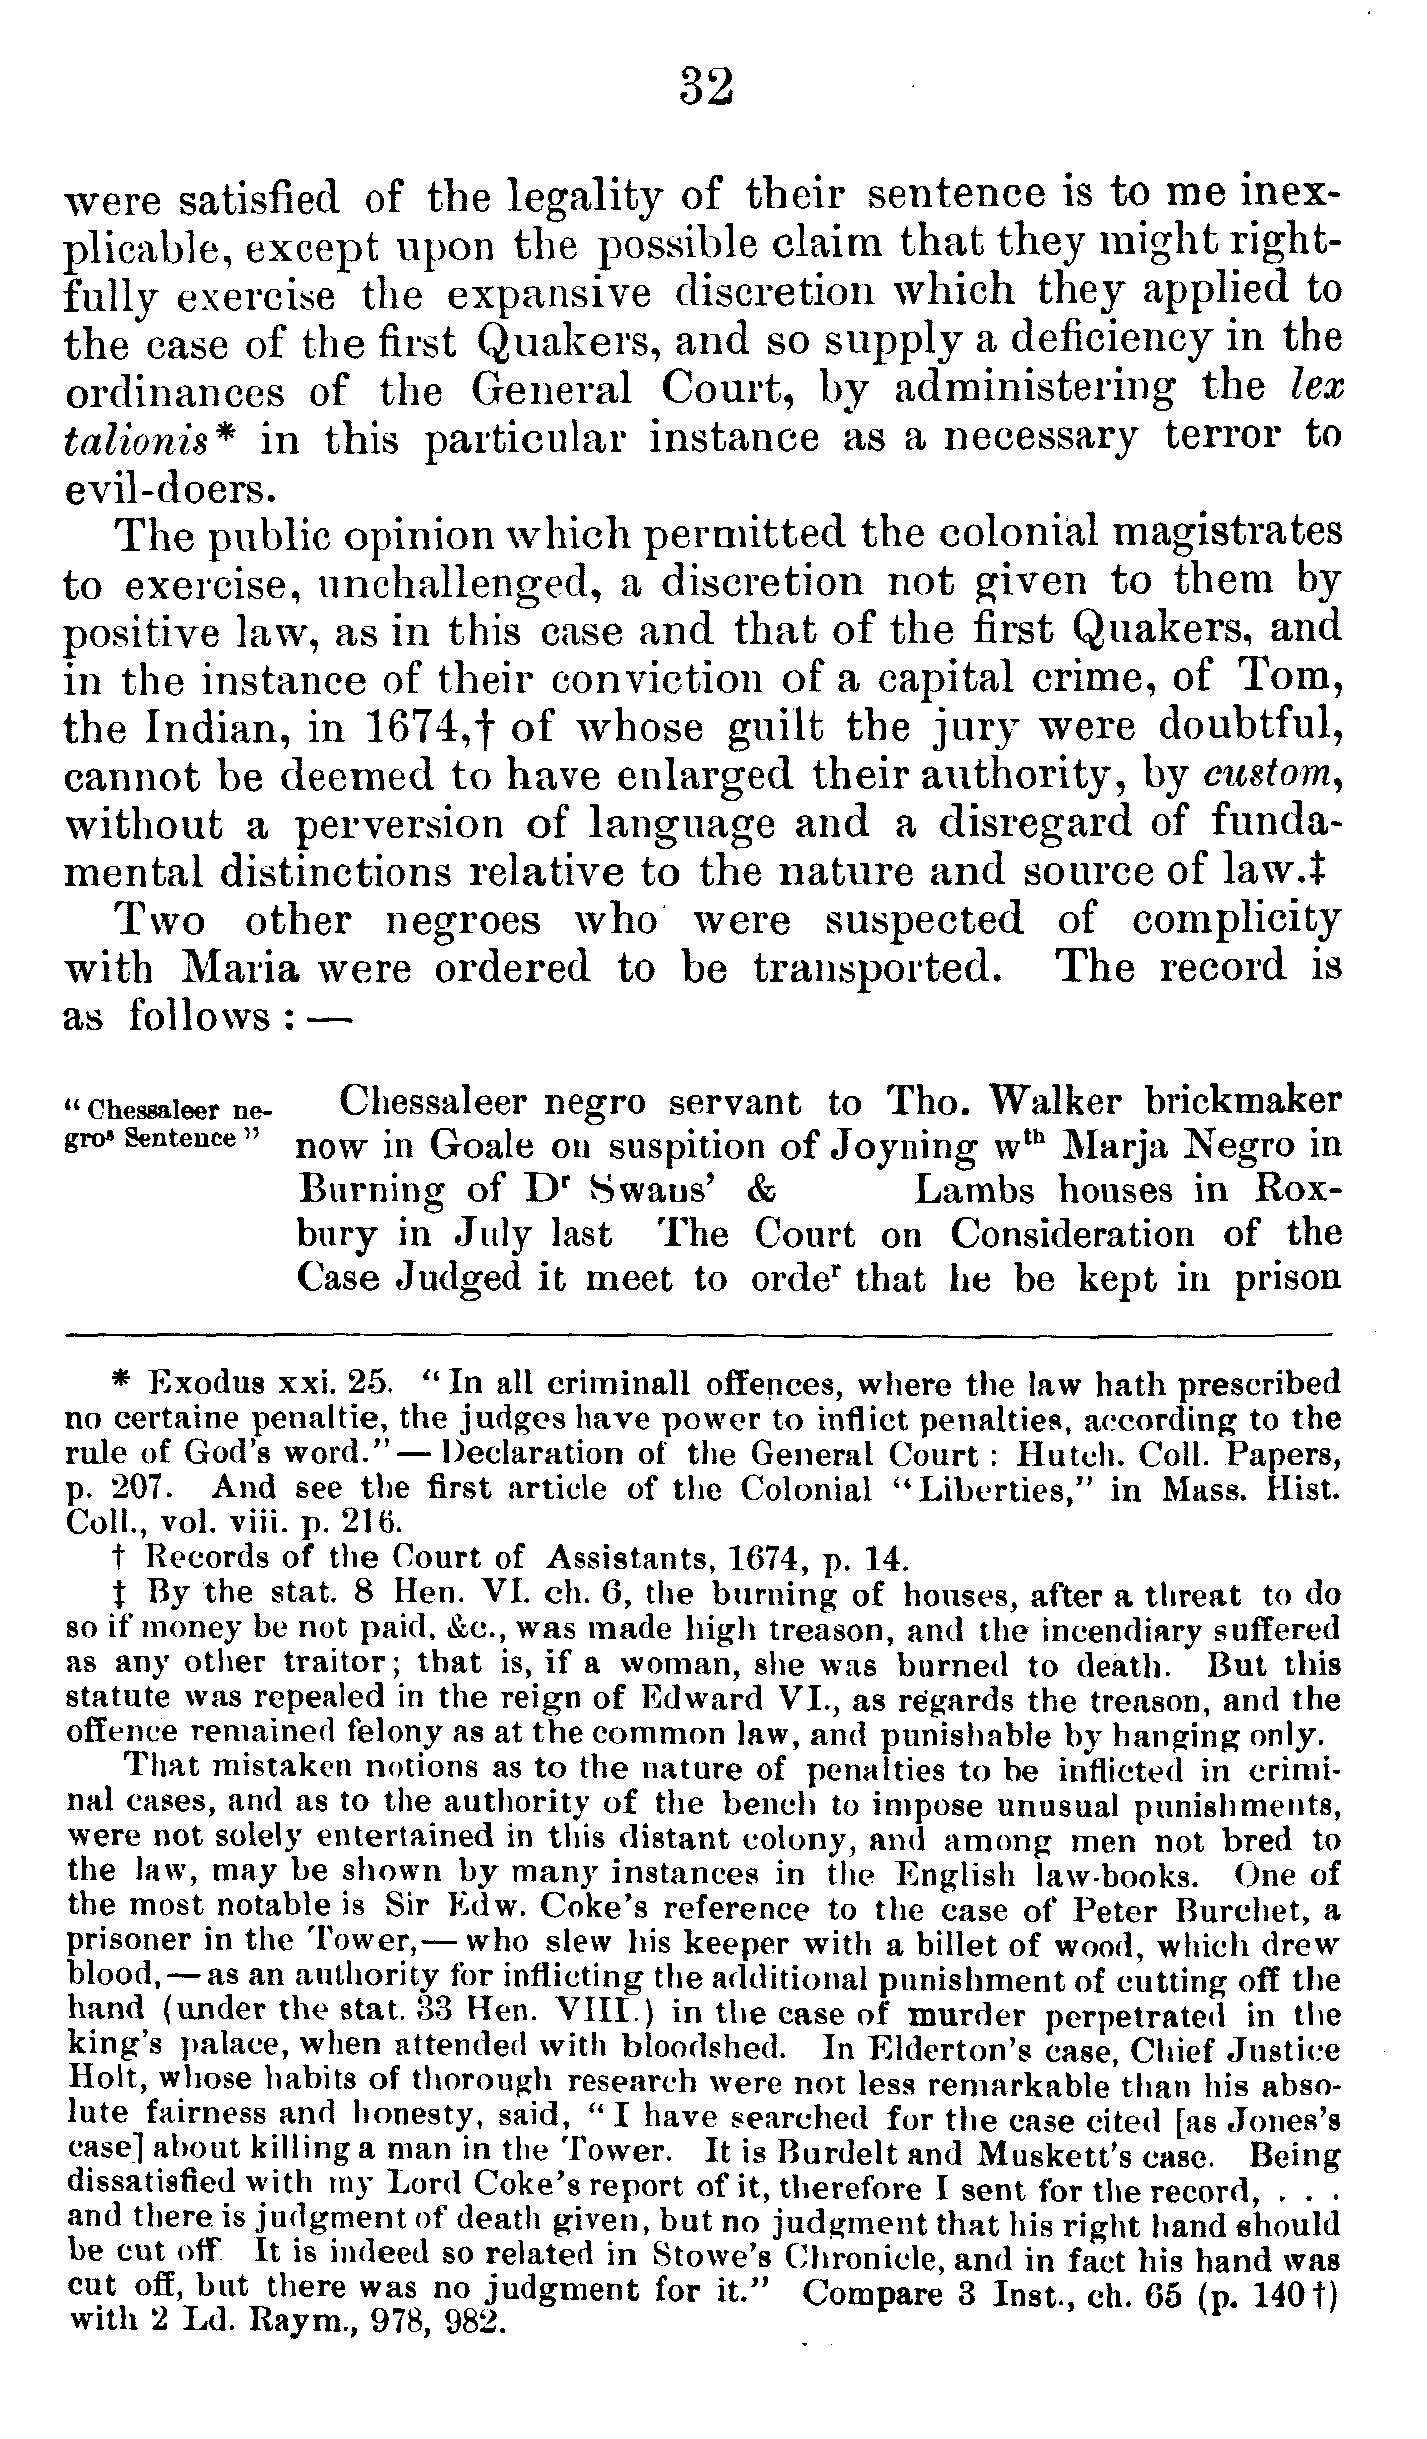 32
were satisfied of the legality of their sentence is to me inex-
plicable, except upon the possible claim that they might right-
fully exercise the expansive discretion which they applied to
the case of the first Quakers, and so supply a deficiency in the
ordinances of the General Court, by administering the lex
talionis* in this particular instance as a necessary terror to
evil-doers.
The public opinion which permitted the colonial magistrates
to exercise, unchallenged, a discretion not given to them by
positive law, as in this case and that of the first Quakers, and
in the instance of their conviction of a capital crime, of Tom,
the Indian, in 1674,† of whose guilt the jury were doubtful,
cannot be deemed to have enlarged their authority, by custom,
without a perversion of language and a disregard of funda-
mental distinctions relative to the nature and source of law.‡
Two other negroes who were suspected of complicity
with Maria were ordered to be transported. The record is
as follows : —
"Chessaleer ne-
groˢ Sentence"
Chessaleer negro servant to Tho. Walker brickmaker
now in Goale on suspition of Joyning wᵗʰ Marja Negro in
Burning of Dʳ Swans' & Lambs houses in Rox-
bury in July last The Court on Consideration of the
Case Judged it meet to ordeʳ that he be kept in prison
* Exodus xxi. 25. "In all criminall offences, where the law hath prescribed
no certaine penaltie, the judges have power to inflict penalties, according to the
rule of God's word." — Declaration of the General Court : Hutch. Coll. Papers,
p. 207. And see the first article of the Colonial "Liberties," in Mass. Hist.
Coll., vol. viii. p. 216.
† Records of the Court of Assistants, 1674, p. 14.
‡ By the stat. 8 Hen. VI. ch. 6, the burning of houses, after a threat to do
so if money be not paid, &c., was made high treason, and the incendiary suffered
as any other traitor; that is, if a woman, she was burned to death. But this
statute was repealed in the reign of Edward VI., as regards the treason, and the
offence remained felony as at the common law, and punishable by hanging only.
That mistaken notions as to the nature of penalties to be inflicted in crimi-
nal cases, and as to the authority of the bench to impose unusual punishments,
were not solely entertained in this distant colony, and among men not bred to
the law, may be shown by many instances in the English law-books. One of
the most notable is Sir Edw. Coke's reference to the case of Peter Burchet, a
prisoner in the Tower,— who slew his keeper with a billet of wood, which drew
blood,— as an authority for inflicting the additional punishment of cutting off the
hand (under the stat. 33 Hen. VIII.) in the case of murder perpetrated in the
king's palace, when attended with bloodshed. In Elderton's case, Chief Justice
Holt, whose habits of thorough research were not less remarkable than his abso-
lute fairness and honesty, said, "I have searched for the case cited [as Jones's
case] about killing a man in the Tower. It is Burdelt and Muskett's case. Being
dissatisfied with my Lord Coke's report of it, therefore I sent for the record, . . .
and there is judgment of death given, but no judgment that his right hand should
be cut off. It is indeed so related in Stowe's Chronicle, and in fact his hand was
cut off, but there was no judgment for it." Compare 3 Inst., ch. 65 (p. 140†)
with 2 Ld. Raym., 978, 982.